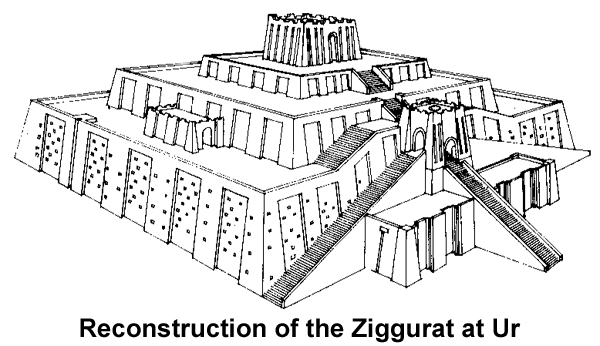 Reconstruction of the Ziggurat at Ur